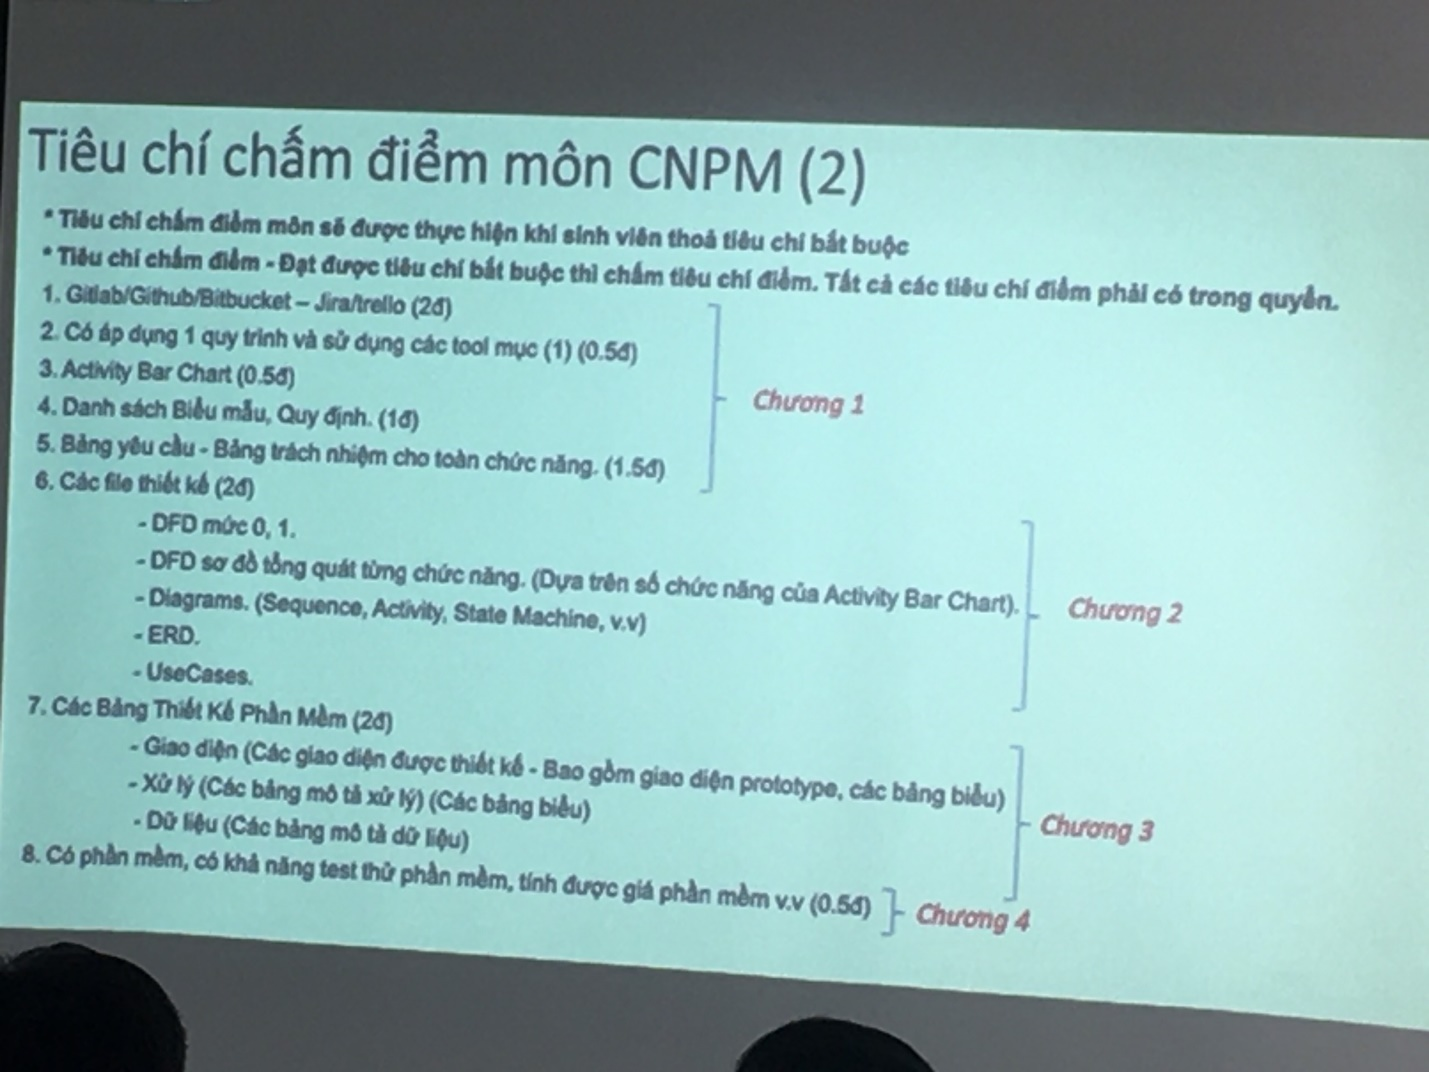 Tiêu chí chấm điểm môn CNPM (2)
* Tiêu chí chấm điểm môn sẽ được thực hiện khi sinh viên thoả tiêu chí bắt buộc
* Tiêu chí chấm điểm - Đạt được tiêu chí bắt buộc thì chấm tiêu chí điểm. Tất cả các tiêu chí điểm phải có trong quyển.
1. Gitlab/Github/Bitbucket – Jira/trello (2đ)
2. Có áp dụng 1 quy trình và sử dụng các tool mục (1) (0.5đ)
3. Activity Bar Chart (0.5đ)
Chương 1
4. Danh sách Biểu mẫu, Quy định. (1đ)
5. Bảng yêu cầu - Bảng trách nhiệm cho toàn chức năng. (1.5đ)
6. Các file thiết kế (2đ)
- DFD mức 0, 1.
- DFD sơ đồ tổng quát từng chức năng. (Dựa trên số chức năng của Activity Bar Chart).
Chương 2
- Diagrams. (Sequence, Activity, State Machine, v.v)
- ERD.
- UseCases.
7. Các Bảng Thiết Kế Phần Mềm (2đ)
- Giao diện (Các giao diện được thiết kế - Bao gồm giao diện prototype, các bảng biểu)
- Xử lý (Các bảng mô tả xử lý) (Các bảng biểu)
Chương 3
- Dữ liệu (Các bảng mô tả dữ liệu)
8. Có phần mềm, có khả năng test thử phần mềm, tính được giá phần mềm v.v (0.5đ)
Chương 4